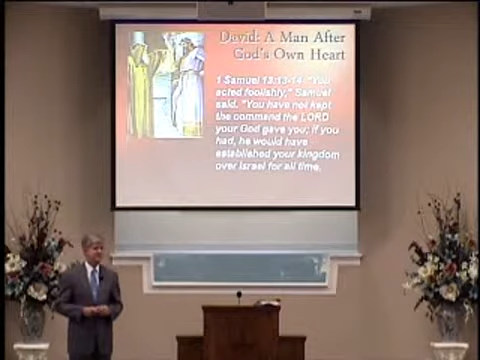 David: A Man After
God's Own Heart
1 Samuel 13:13-14 "You
acted foolishly," Samuel
said. "You have not kept
the command the LORD
your God gave you; if you
had, he would have
established your kingdom
over Israel for all time.